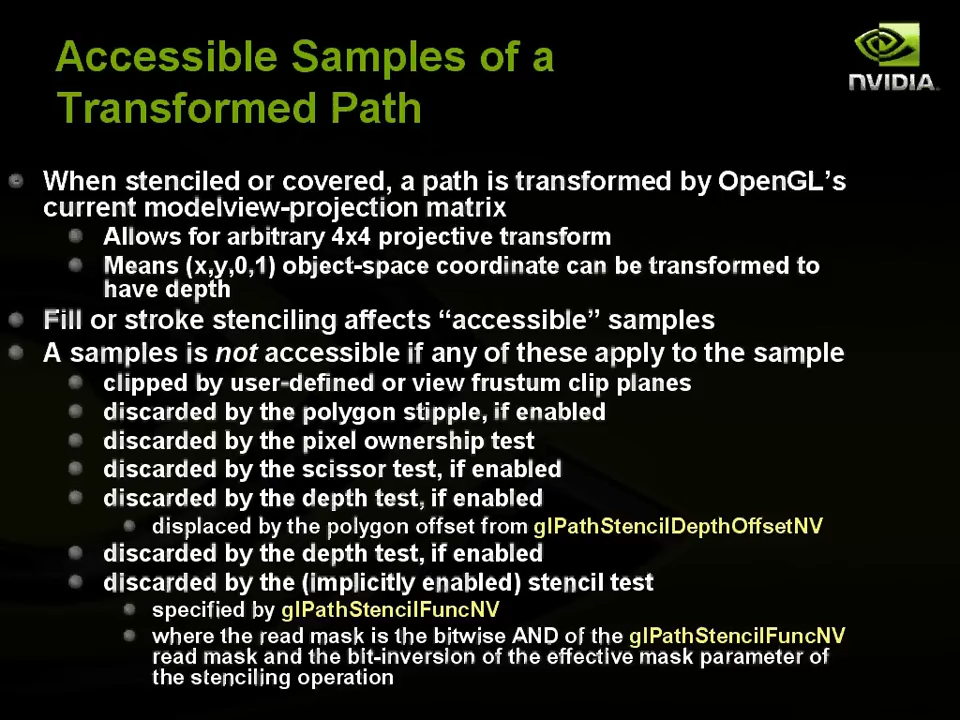 Accessible Samples of a
Transformed Path
NVIDIA.
When stenciled or covered, a path is transformed by OpenGL's
current modelview-projection matrix
Allows for arbitrary 4x4 projective transform
Means (x,y,0,1) object-space coordinate can be transformed to
have depth
Fill or stroke stenciling affects “accessible” samples
A samples is not accessible if any of these apply to the sample
clipped by user-defined or view frustum clip planes
discarded by the polygon stipple, if enabled
discarded by the pixel ownership test
discarded by the scissor test, if enabled
discarded by the depth test, if enabled
displaced by the polygon offset from glPathStencilDepthOffsetNV
discarded by the depth test, if enabled
discarded by the (implicitly enabled) stencil test
specified by glPathStencilFuncNV
where the read mask is the bitwise AND of the glPathStencilFuncNV
read mask and the bit-inversion of the effective mask parameter of
the stenciling operation